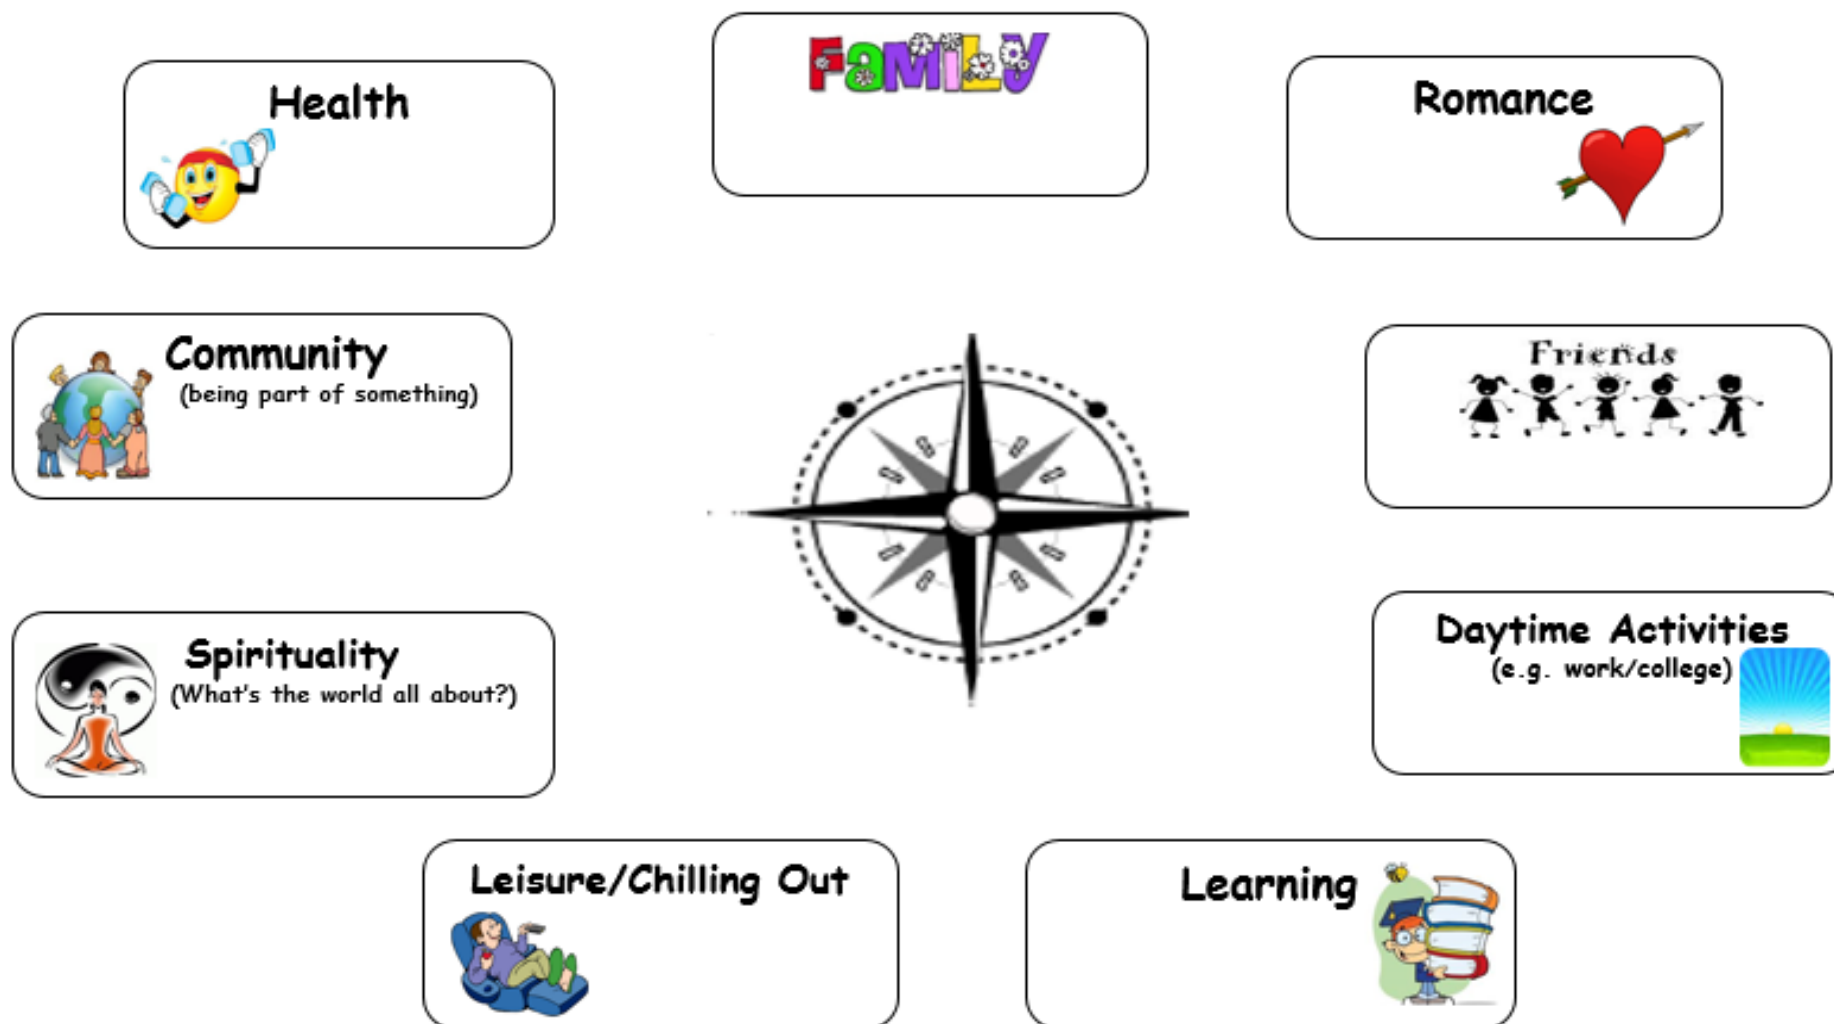 FaMiLy
Health
Romance
Community
(being part of something)
Friends
Spirituality
(What's the world all about?)
Daytime Activities
(e.g. work/college)
Leisure/Chilling Out
Learning